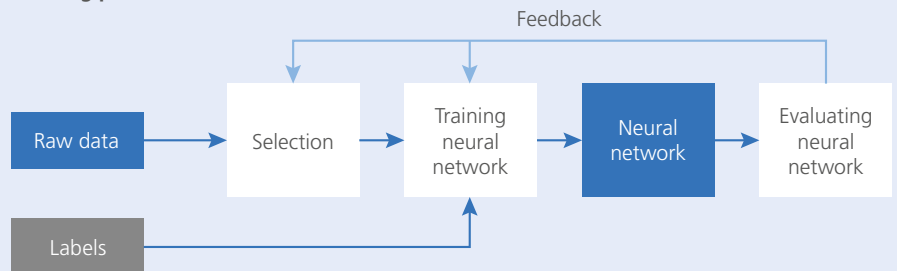 Feedback
Raw data
Selection
Training
neural
network
Neural
network
Evaluating
neural
network
Labels